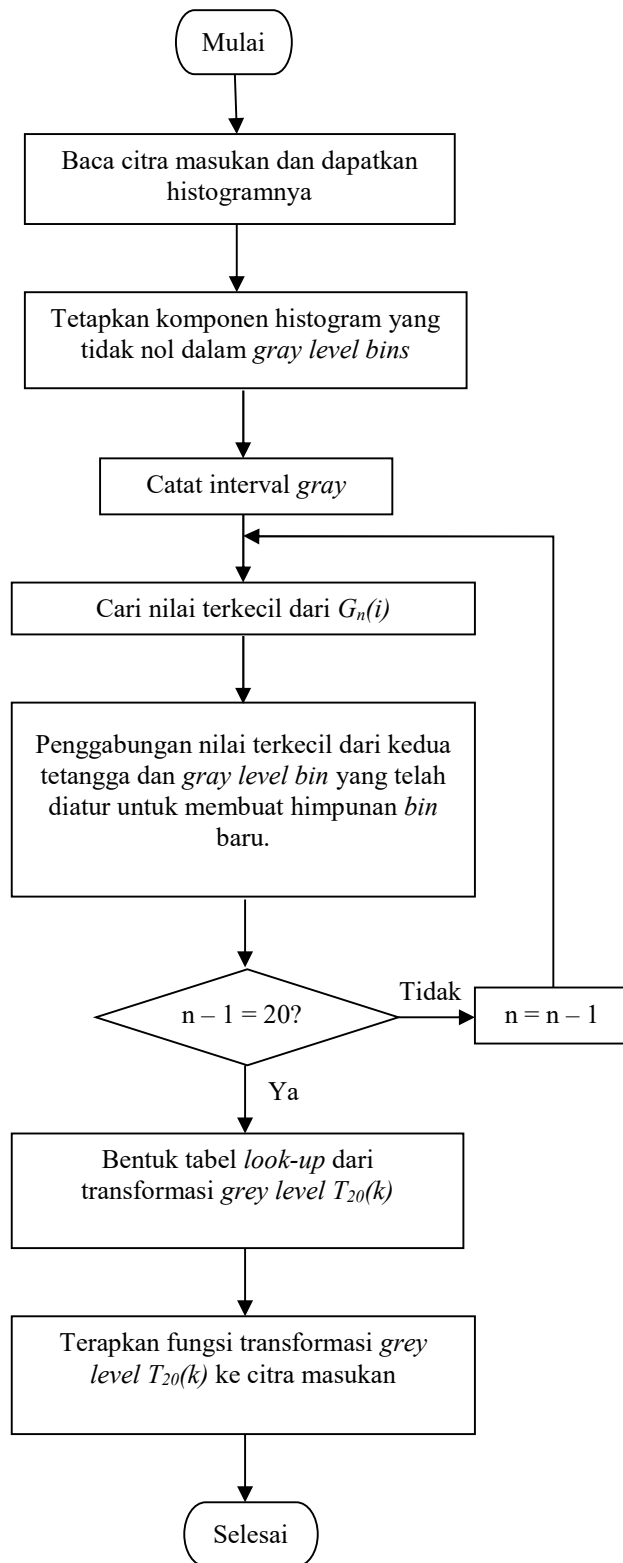 Mulai
Baca citra masukan dan dapatkan
histogramnya
Tetapkan komponen histogram yang
tidak nol dalam gray level bins
Catat interval gray
Cari nilai terkecil dari Gn(i)
Penggabungan nilai terkecil dari kedua
tetangga dan gray level bin yang telah
diatur untuk membuat himpunan bin
baru.
n – 1 = 20?
Tidak
n = n – 1
Ya
Bentuk tabel look-up dari
transformasi grey level T20(k)
Terapkan fungsi transformasi grey
level T20(k) ke citra masukan
Selesai